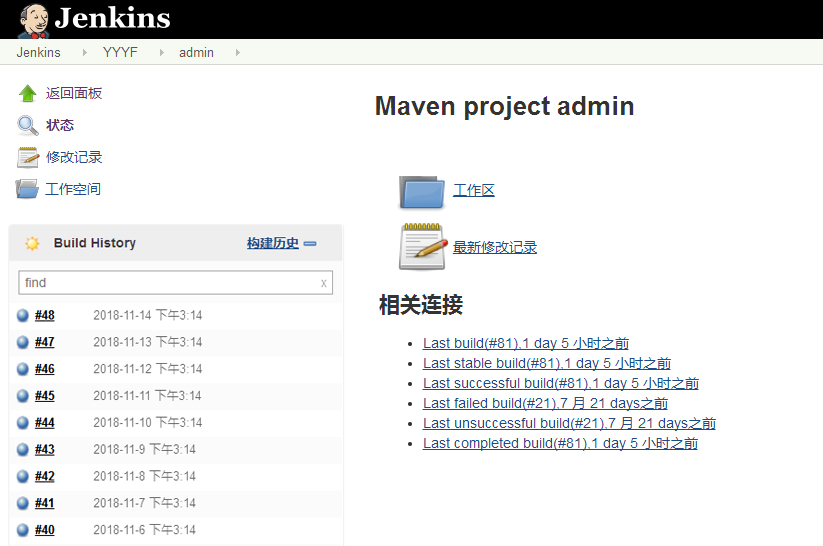 Jenkins
Jenkins YYYF admin
返回面板
状态
修改记录
工作空间
Build History 构建历史
find x
#48 2018-11-14 下午3:14
#47 2018-11-13 下午3:14
#46 2018-11-12 下午3:14
#45 2018-11-11 下午3:14
#44 2018-11-10 下午3:14
#43 2018-11-9 下午3:14
#42 2018-11-8 下午3:14
#41 2018-11-7 下午3:14
#40 2018-11-6 下午3:14
Maven project admin
工作区
最新修改记录
相关连接
Last build(#81),1 day 5 小时之前
Last stable build(#81),1 day 5 小时之前
Last successful build(#81),1 day 5 小时之前
Last failed build(#21),7 月 21 days之前
Last unsuccessful build(#21),7 月 21 days之前
Last completed build(#81),1 day 5 小时之前